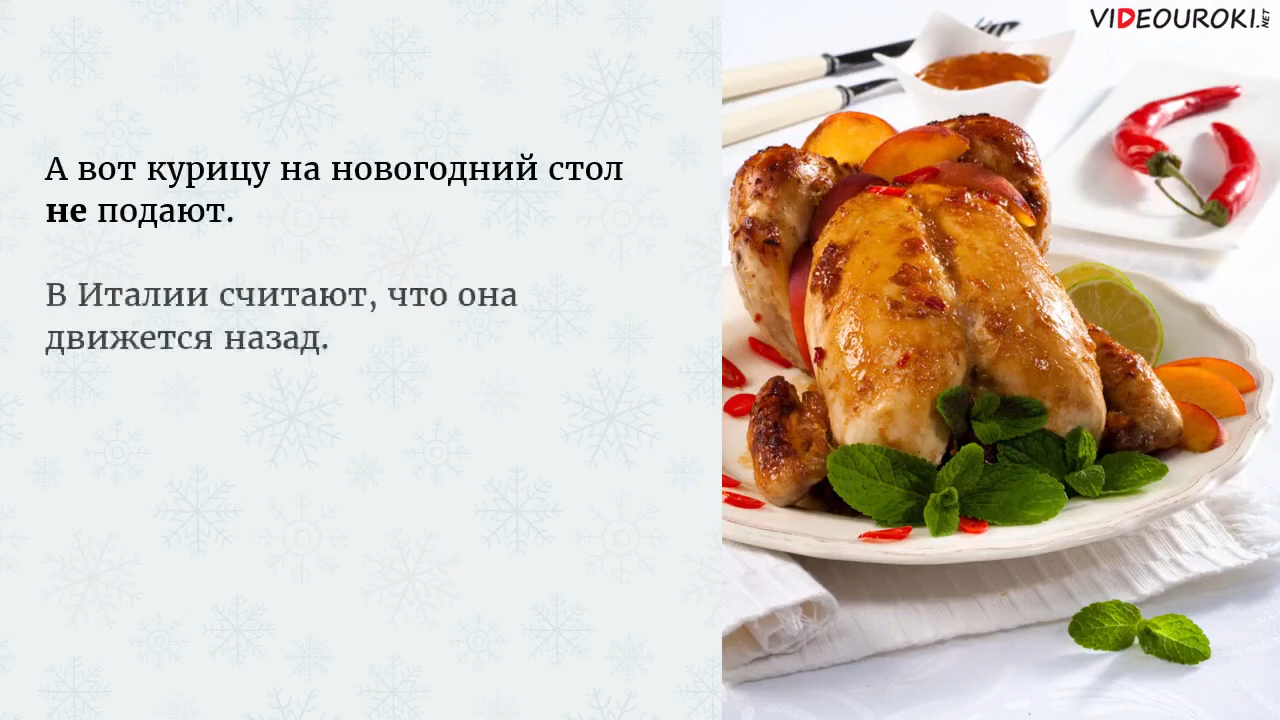 VIDEOUROKI.NET
А вот курицу на новогодний стол
не подают.
В Италии считают, что она
движется назад.